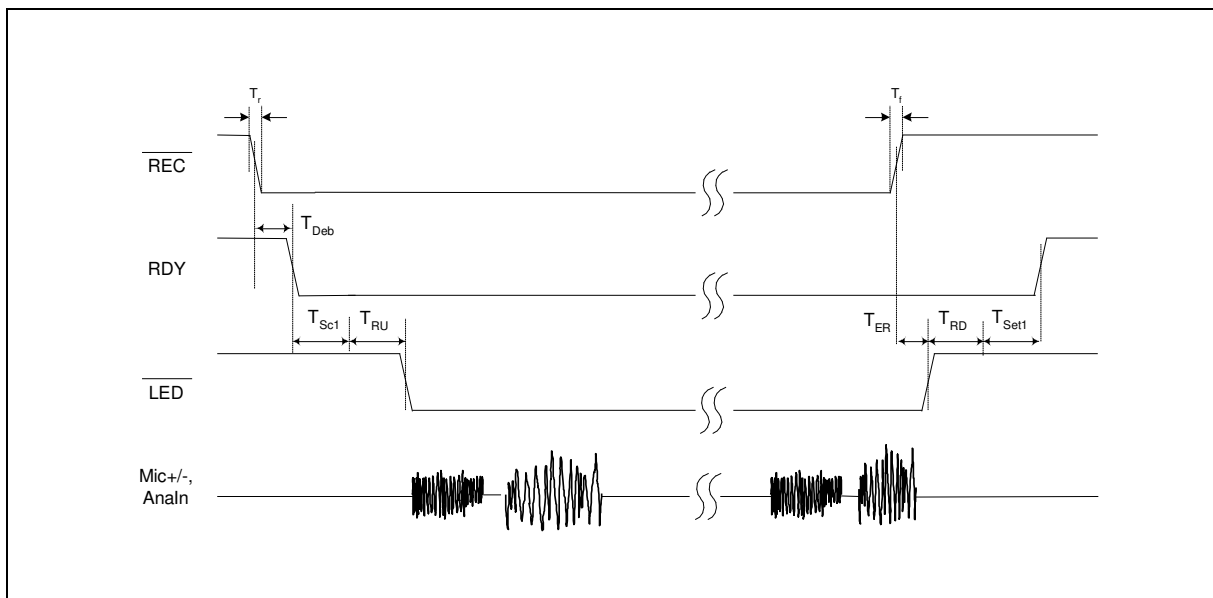 Tr
Tf
REC
TDeb
RDY
TSc1
TRU
TER
TRD
TSet1
LED
Mic+/-,
AnaIn